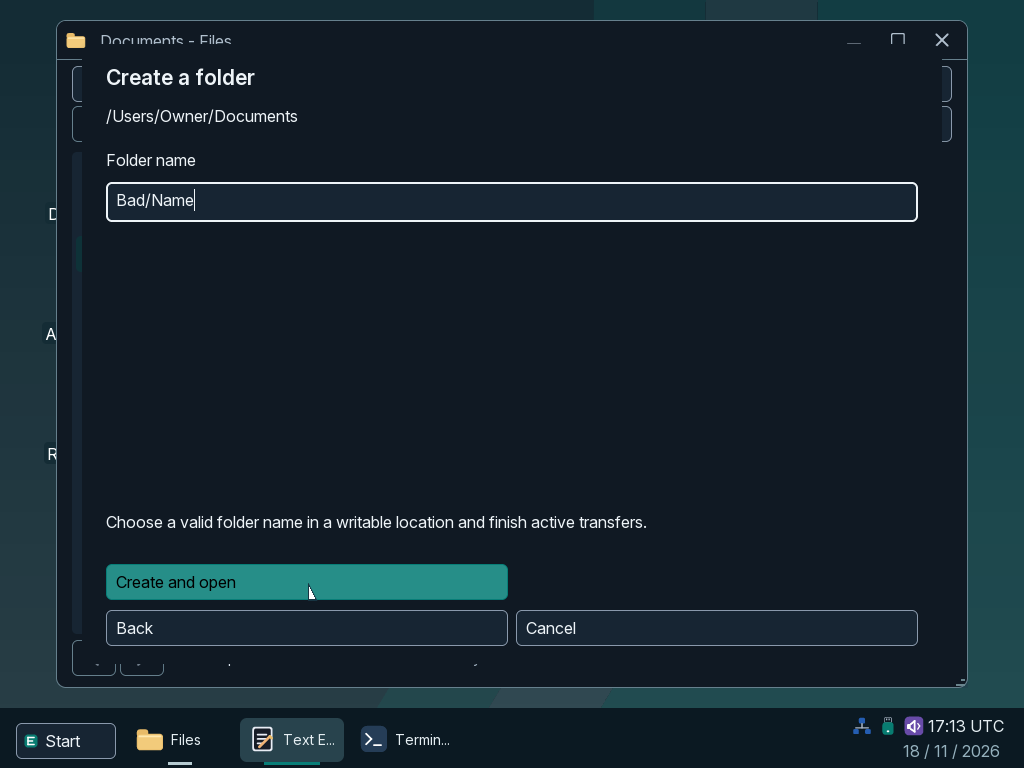 Documents - Files
Create a folder
/Users/Owner/Documents
Folder name
Bad/Name
Choose a valid folder name in a writable location and finish active transfers.
Create and open
Back
Cancel
Start
Files
Text E...
Termin...
17:13 UTC
18 / 11 / 2026